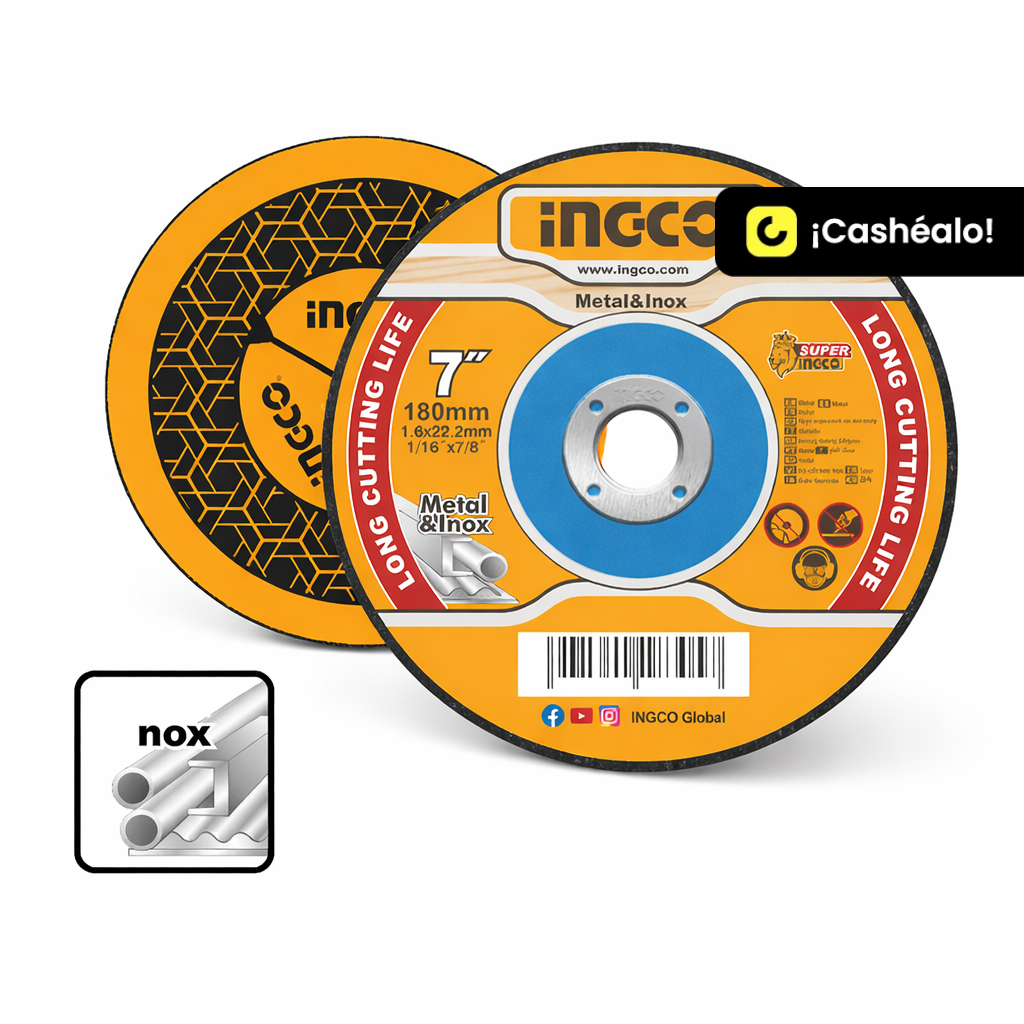 INGCO
www.ingco.com
Metal&Inox
¡Cashéalo!
LONG CUTTING LIFE
7"
180mm
1.6x22.2mm
1/16"x7/8"
Metal
&Inox
SUPER
INGCO
LONG CUTTING LIFE
INGCO Global
INGCO
nox